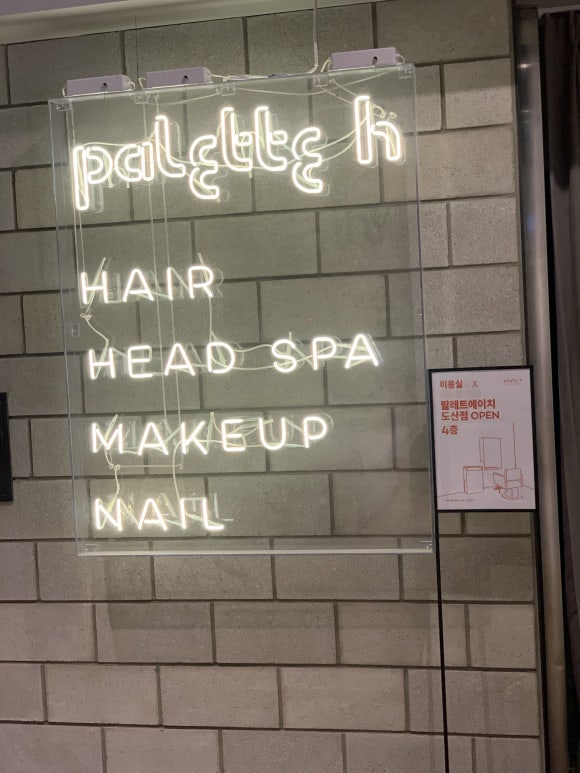 palette h
HAIR
HEAD SPA
MAKEUP
NAIL
미용실 X palette h
팔레트에이치
도산점 OPEN
4층